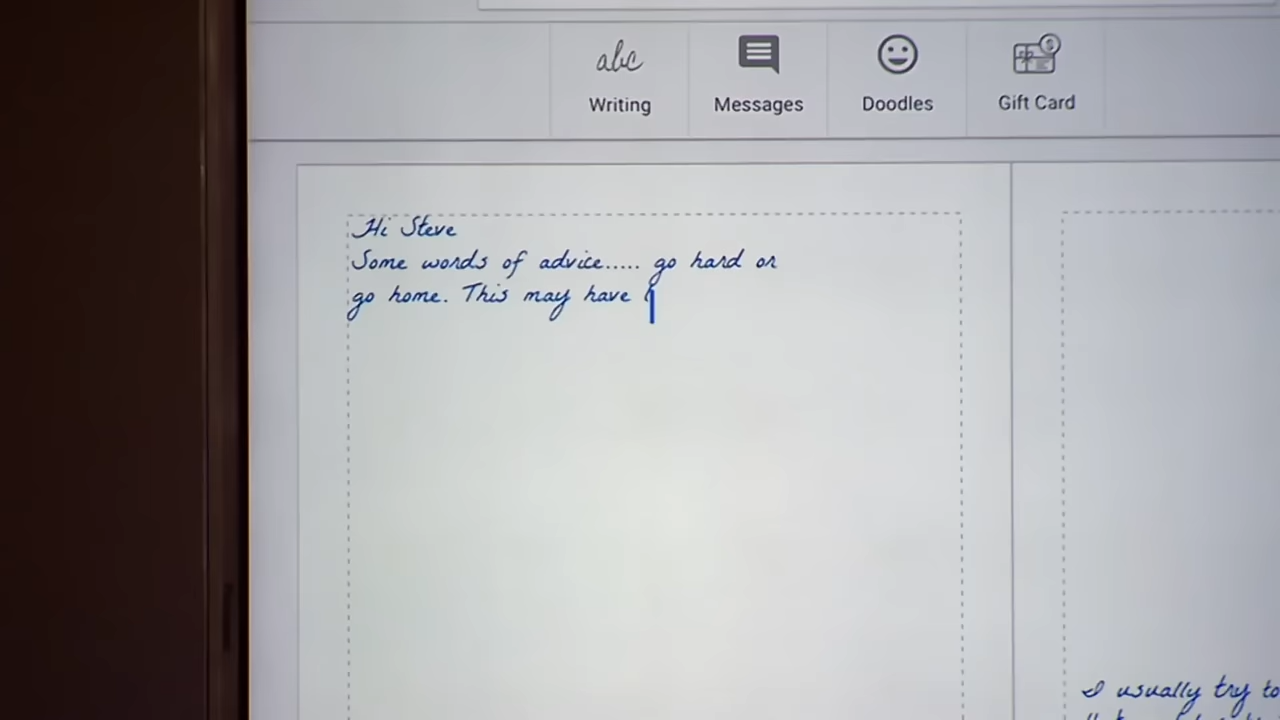 Writing
Messages
Doodles
Gift Card
Hi Steve
Some words of advice..... go hard or
go home. This may have
I usually try to